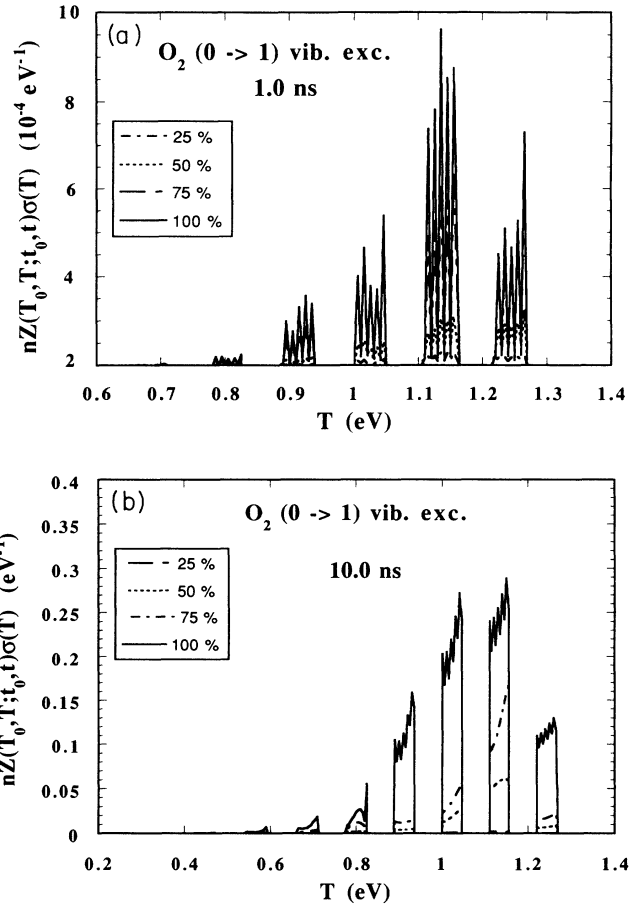 (a)
O2 (0 -> 1) vib. exc.
1.0 ns
25 %
50 %
75 %
100 %
nZ(T0,T;t0,t)σ(T) (10-4 eV-1)
10
8
6
4
2
0.6 0.7 0.8 0.9 1 1.1 1.2 1.3 1.4
T (eV)
(b)
O2 (0 -> 1) vib. exc.
10.0 ns
25 %
50 %
75 %
100 %
nZ(T0,T;t0,t)σ(T) (eV-1)
0.4
0.35
0.3
0.25
0.2
0.15
0.1
0.05
0
0.2 0.4 0.6 0.8 1 1.2 1.4
T (eV)